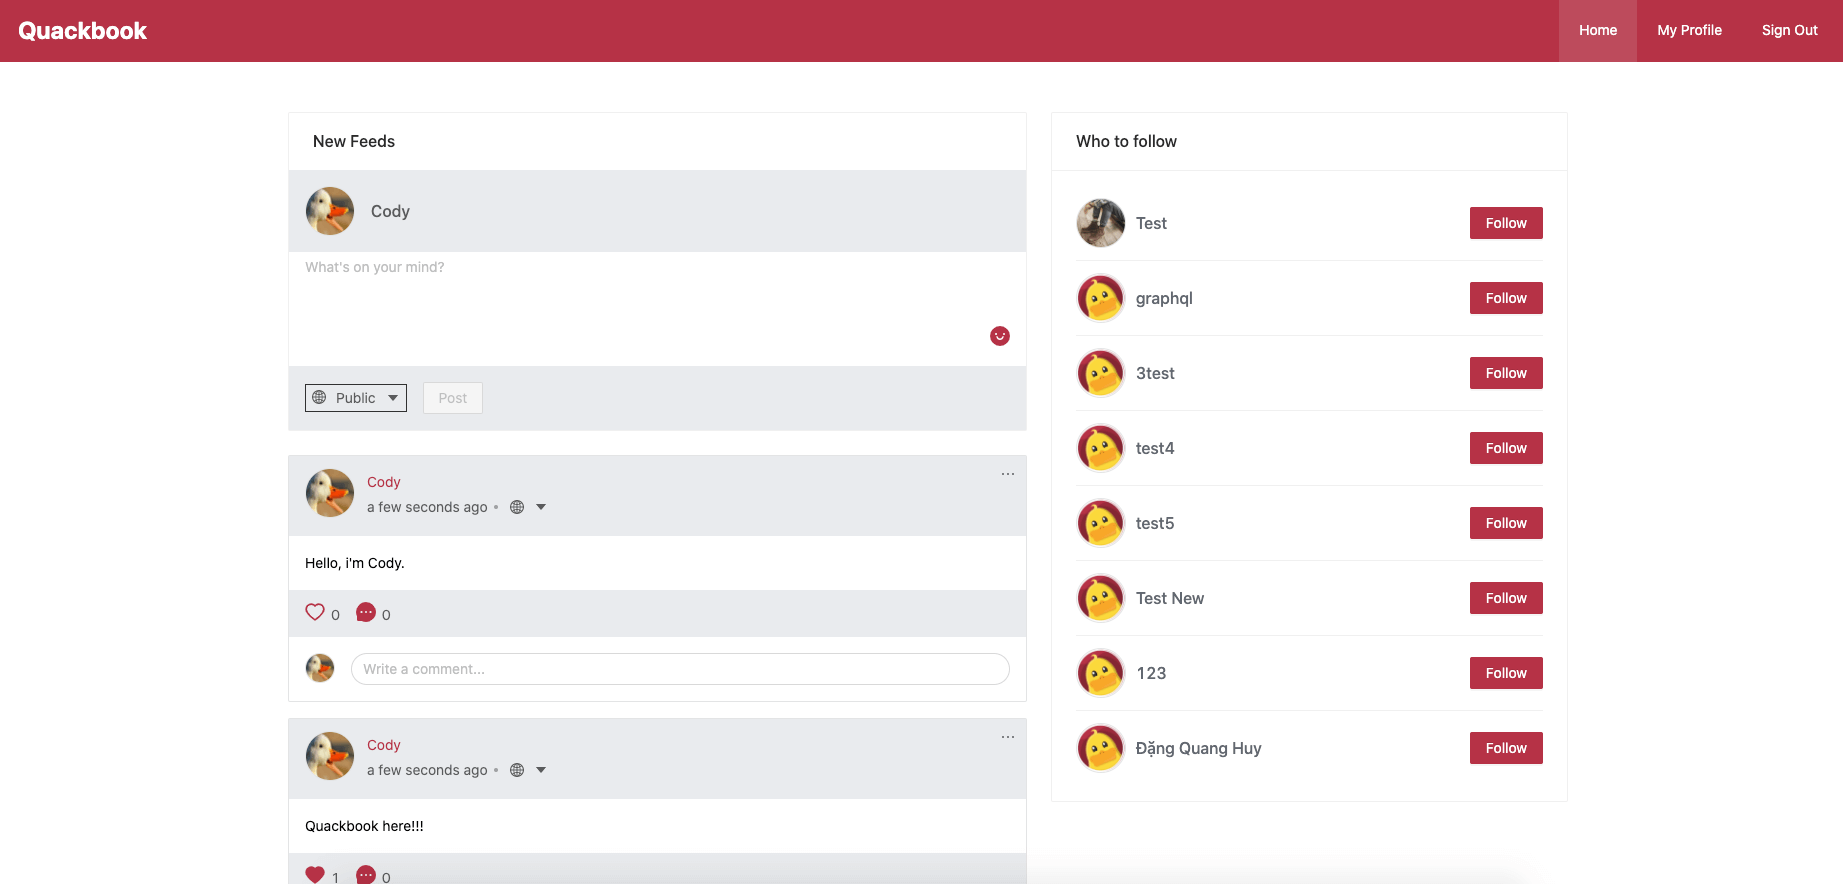 Quackbook
Home
My Profile
Sign Out
New Feeds
Cody
What's on your mind?
Public
Post
Cody
a few seconds ago •
Hello, i'm Cody.
0
0
Write a comment...
Cody
a few seconds ago •
Quackbook here!!!
1
0
Who to follow
Test
Follow
graphql
Follow
3test
Follow
test4
Follow
test5
Follow
Test New
Follow
123
Follow
Đặng Quang Huy
Follow